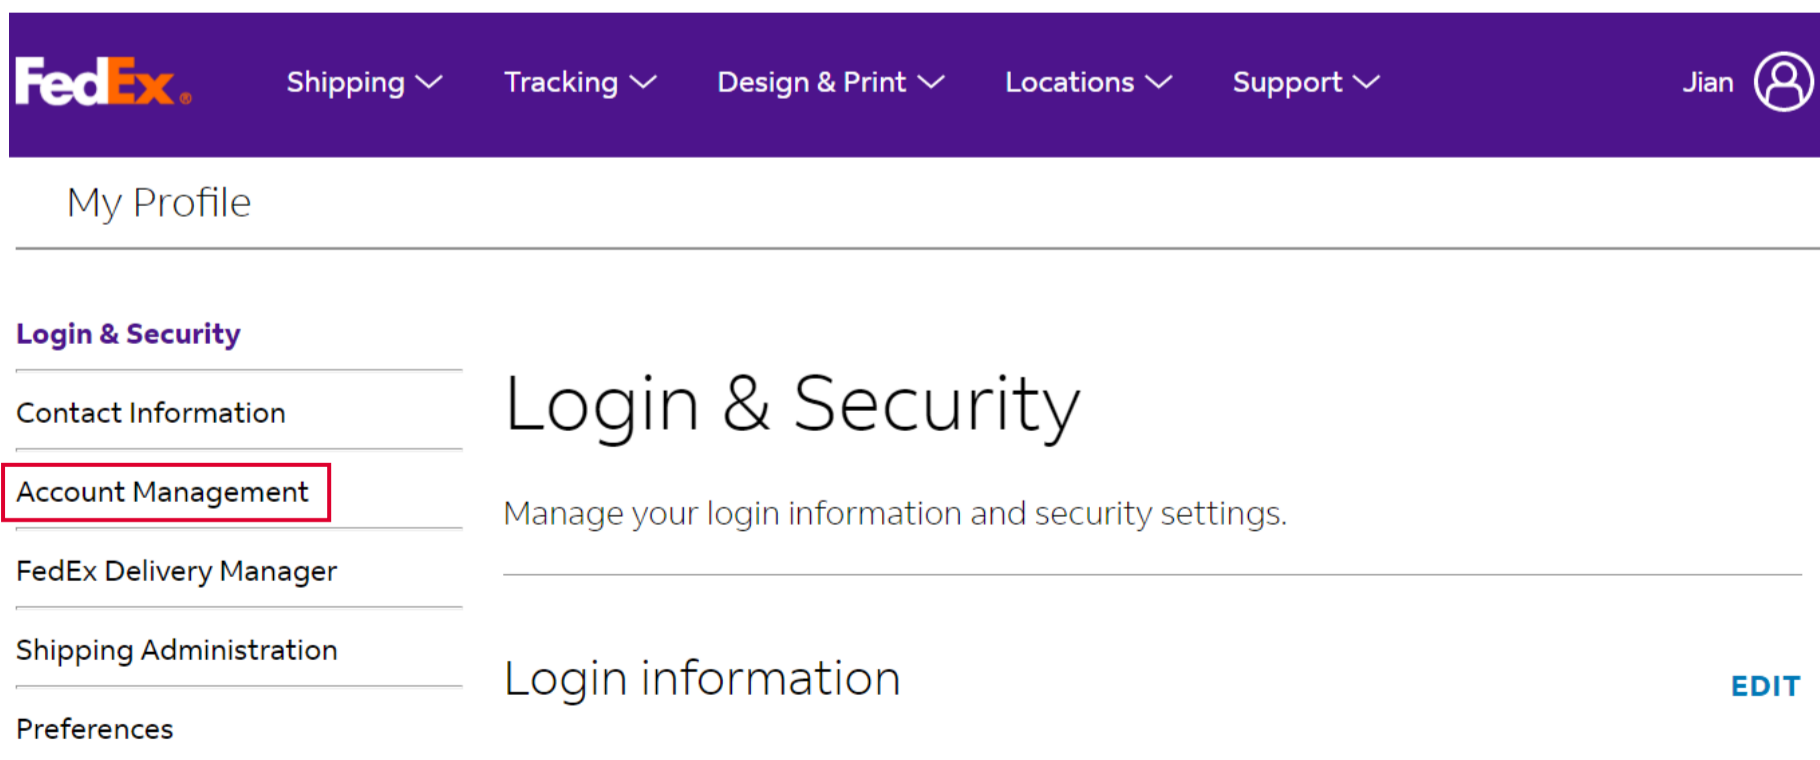 FedEx® Shipping Tracking Design & Print Locations Support Jian
My Profile
Login & Security
Contact Information
Account Management
FedEx Delivery Manager
Shipping Administration
Preferences
Login & Security
Manage your login information and security settings.
Login information EDIT